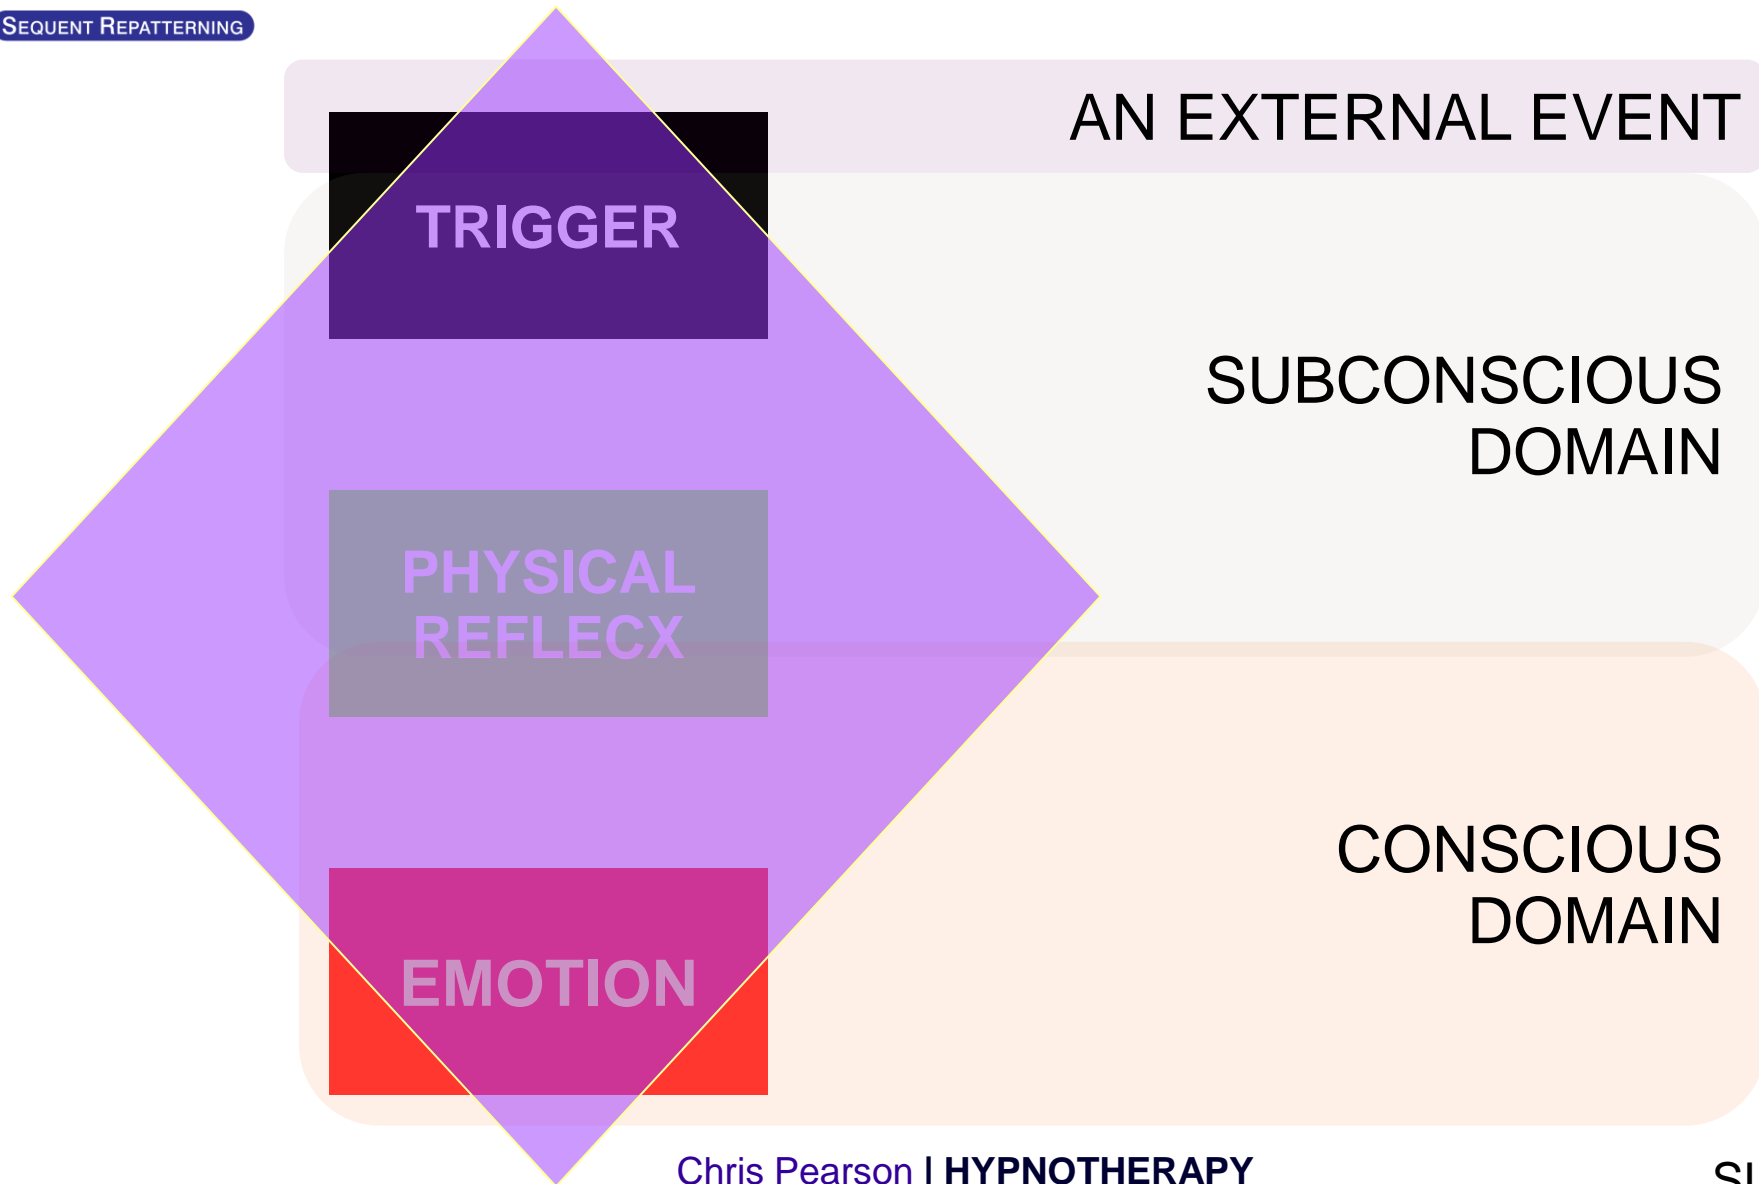 SEQUENT REPATTERNING
AN EXTERNAL EVENT
TRIGGER
SUBCONSCIOUS
DOMAIN
PHYSICAL
REFLECX
CONSCIOUS
DOMAIN
EMOTION
Chris Pearson | HYPNOTHERAPY